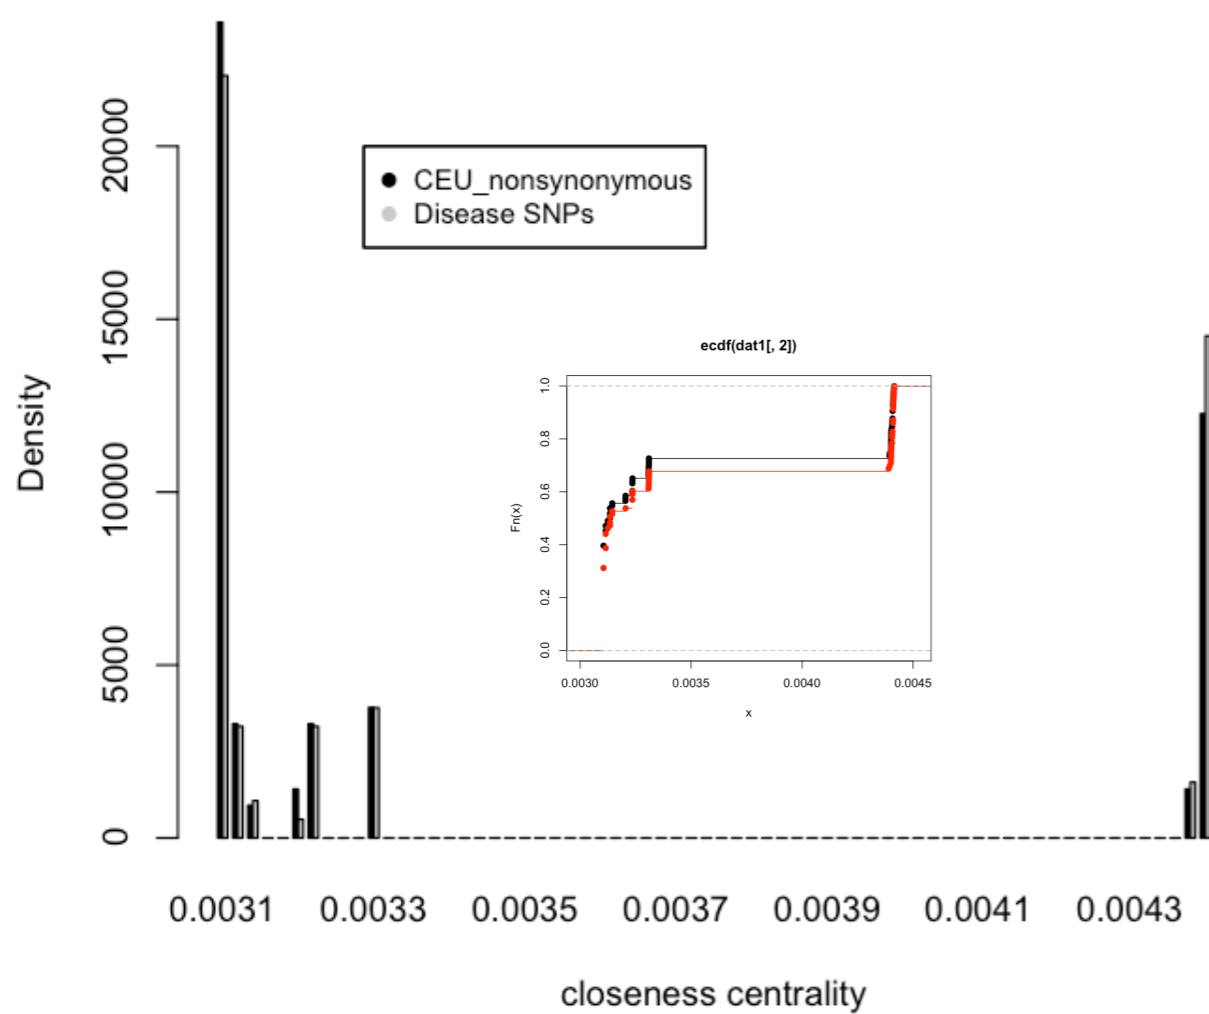 Density
20000
15000
10000
5000
0
CEU_nonsynonymous
Disease SNPs
ecdf(dat1[, 2])
Fn(x)
1.0
0.8
0.6
0.4
0.2
0.0
0.0030 0.0035 0.0040 0.0045
x
0.0031 0.0033 0.0035 0.0037 0.0039 0.0041 0.0043
closeness centrality